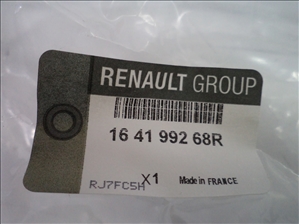 RENAULT GROUP
16 41 992 68R
RJ7FC5H X1 Made in FRANCE